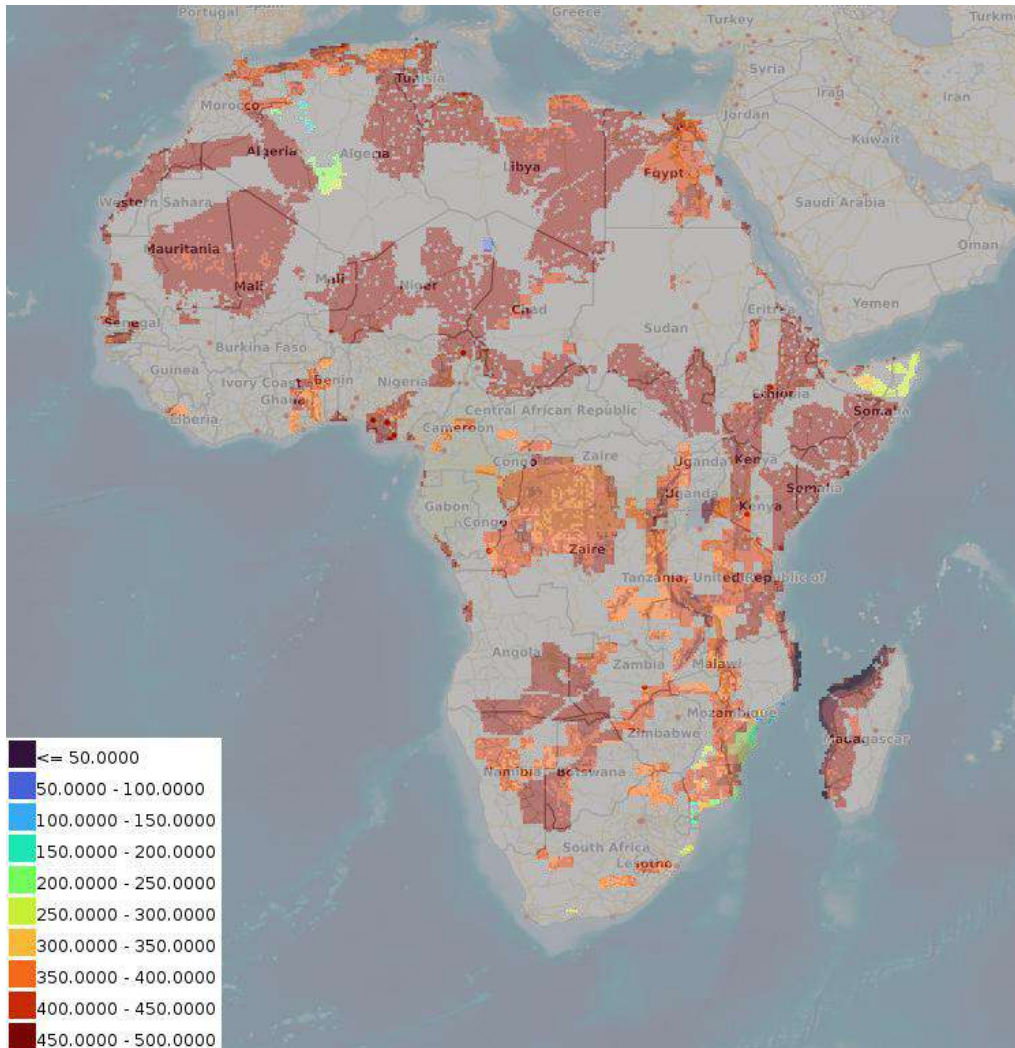 Portugal
Spain
Greece
Turkey
Turkm
Tunisia
Syria
Iraq
Iran
Morocco
Jordan
Kuwait
Algeria
Algeria
Libya
Egypt
Western Sahara
Saudi Arabia
Mauritania
Oman
Mali
Mali
Niger
Chad
Yemen
Senegal
Sudan
Eritrea
Burkina Faso
Guinea
Ivory Coast
Benin
Nigeria
Ghana
Ethiopia
Somalia
Liberia
Central African Republic
Cameroon
Congo
Zaire
Uganda
Kenya
Somalia
Uganda
Gabon
Kenya
Congo
Zaire
Tanzania, United Republic of
Angola
Zambia
Malawi
Mozambique
Zimbabwe
Madagascar
Namibia
Botswana
South Africa
Lesotho
<= 50.0000
50.0000 - 100.0000
100.0000 - 150.0000
150.0000 - 200.0000
200.0000 - 250.0000
250.0000 - 300.0000
300.0000 - 350.0000
350.0000 - 400.0000
400.0000 - 450.0000
450.0000 - 500.0000